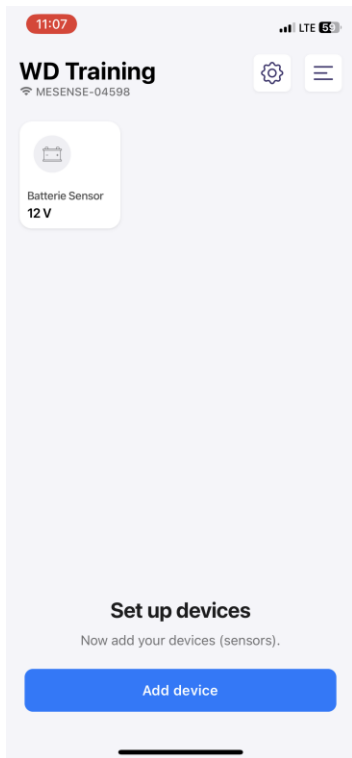 11:07
LTE 59
WD Training
MESENSE-04598
Batterie Sensor
12 V
Set up devices
Now add your devices (sensors).
Add device